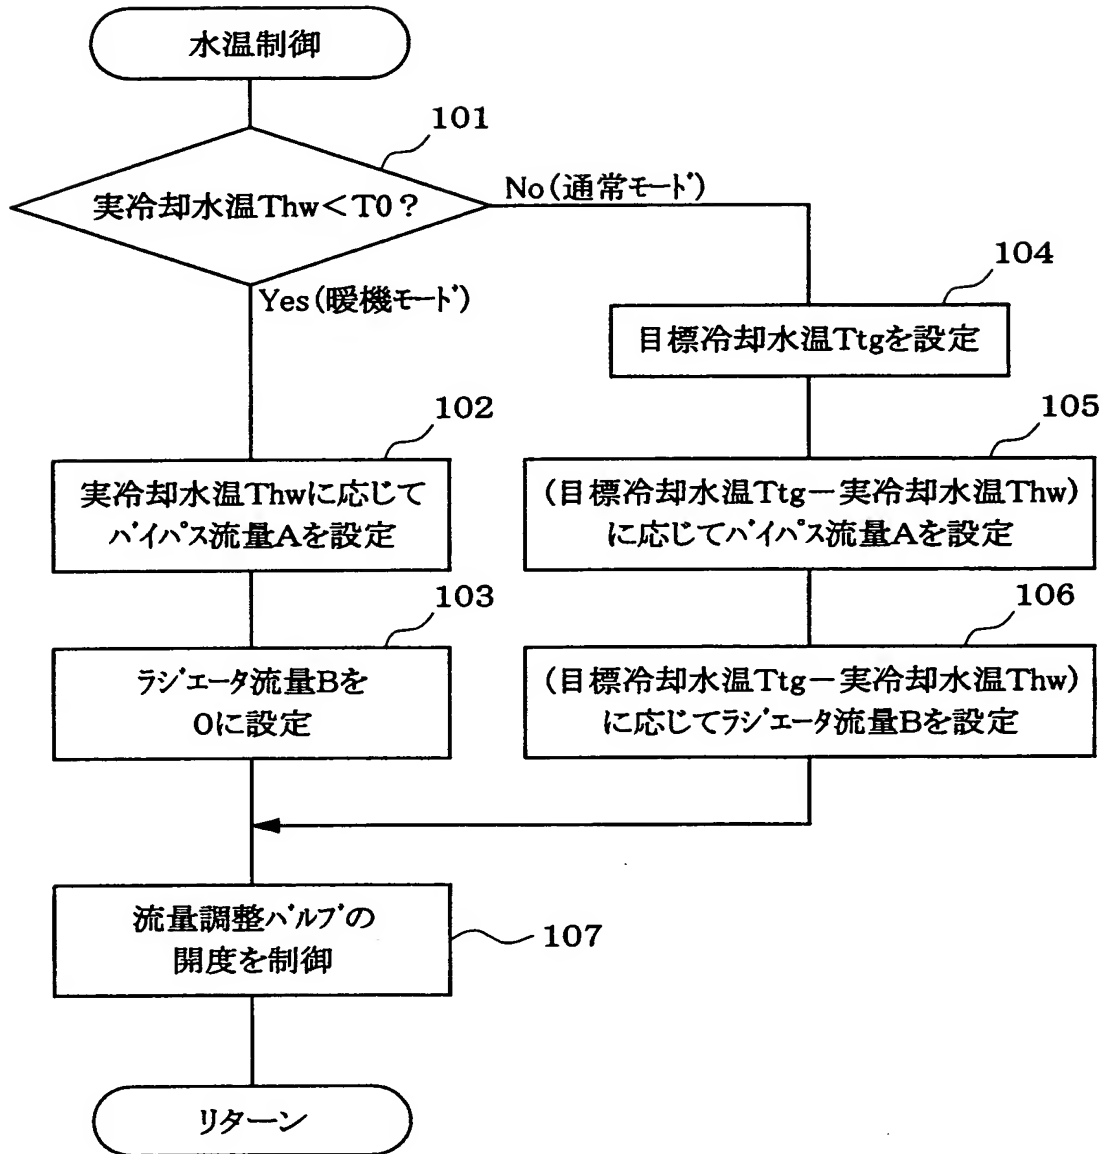 水温制御
101
実冷却水温Thw<T0?
No(通常モード)
Yes(暖機モード)
104
目標冷却水温Ttgを設定
102
実冷却水温Thwに応じて
バイパス流量Aを設定
105
(目標冷却水温Ttg-実冷却水温Thw)
に応じてバイパス流量Aを設定
103
ラジエータ流量Bを
0に設定
106
(目標冷却水温Ttg-実冷却水温Thw)
に応じてラジエータ流量Bを設定
流量調整バルブの
開度を制御
107
リターン